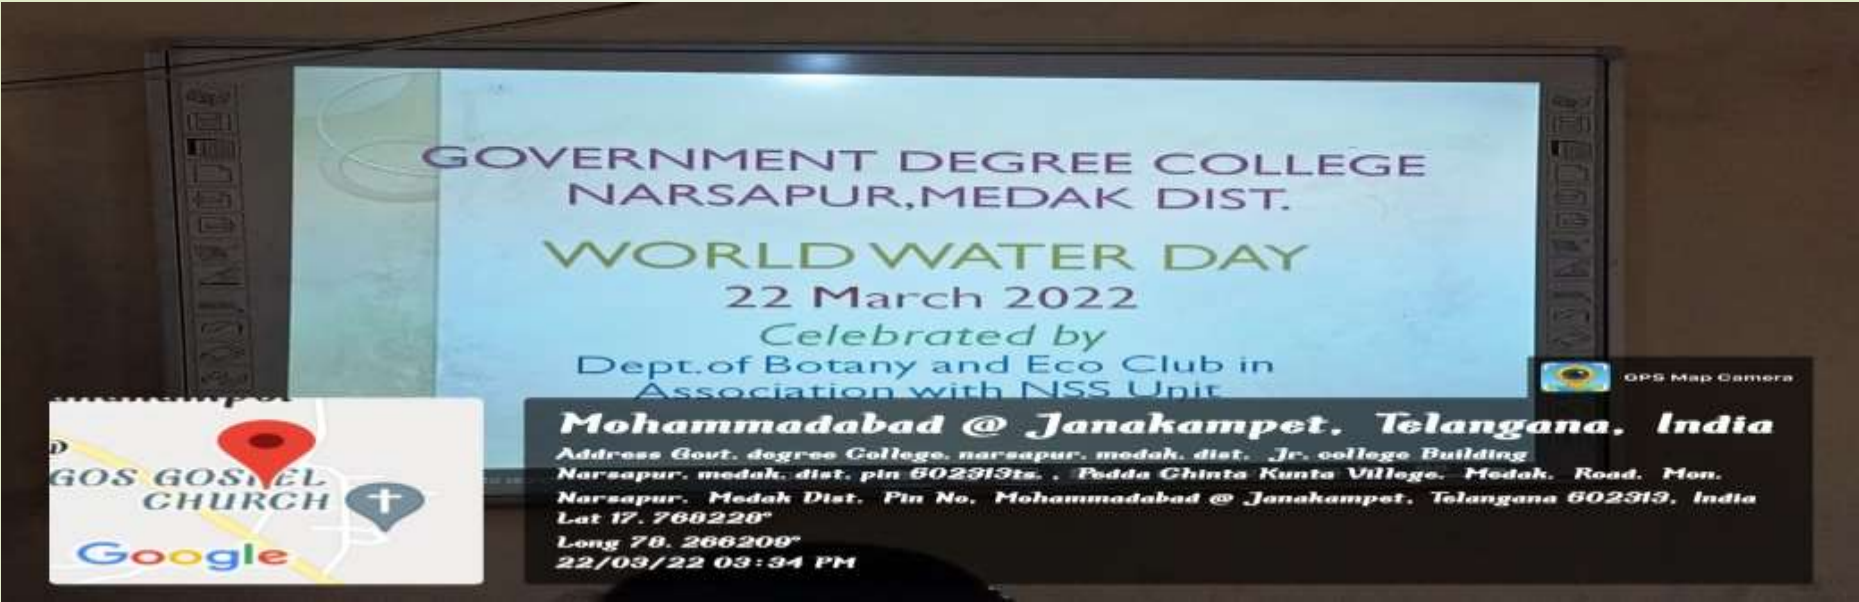 GOVERNMENT DEGREE COLLEGE
NARSAPUR,MEDAK DIST.
WORLD WATER DAY
22 March 2022
Celebrated by
Dept.of Botany and Eco Club in
Association with NSS Unit
GPS Map Camera
GOS GOSPEL
CHURCH
Google
Mohammadabad @ Janakampet, Telangana, India
Address Govt. degree College. narsapur. medak. dist. Jr. college Building
Narsapur. medak. dist. pin 502313ts. , Pedda Chinta Kunta Village. Medak. Road. Mon.
Narsapur. Medak Dist. Pin No, Mohammadabad @ Janakampet, Telangana 502313, India
Lat 17.768228°
Long 78.266209°
22/03/22 03:34 PM